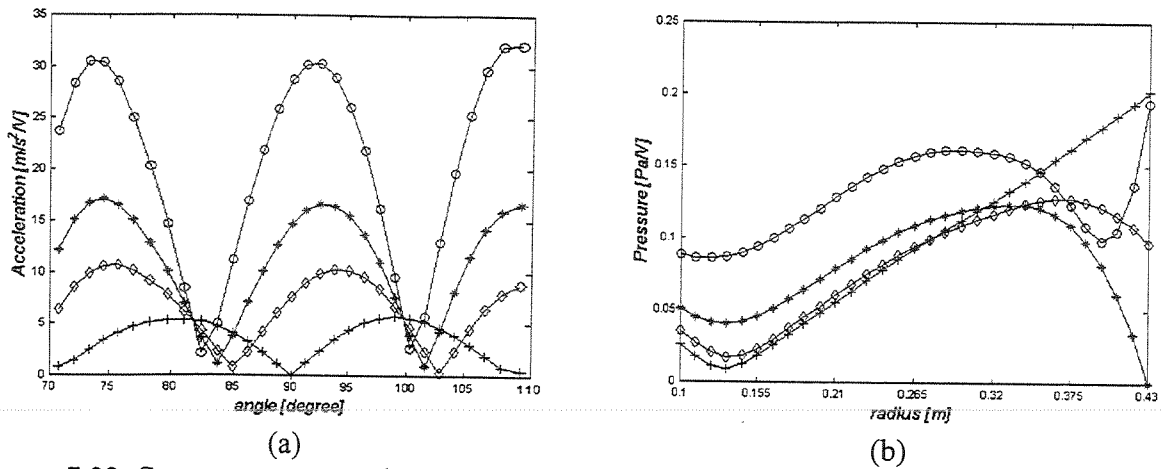 35
30
25
20
15
10
5
0
Acceleration [m/s²/V]
70 75 80 85 90 95 100 105 110
angle [degree]
(a)
0.25
0.2
0.15
0.1
0.05
0
Pressure [Pa/V]
0.1 0.155 0.21 0.265 0.32 0.375 0.43
radius [m]
(b)